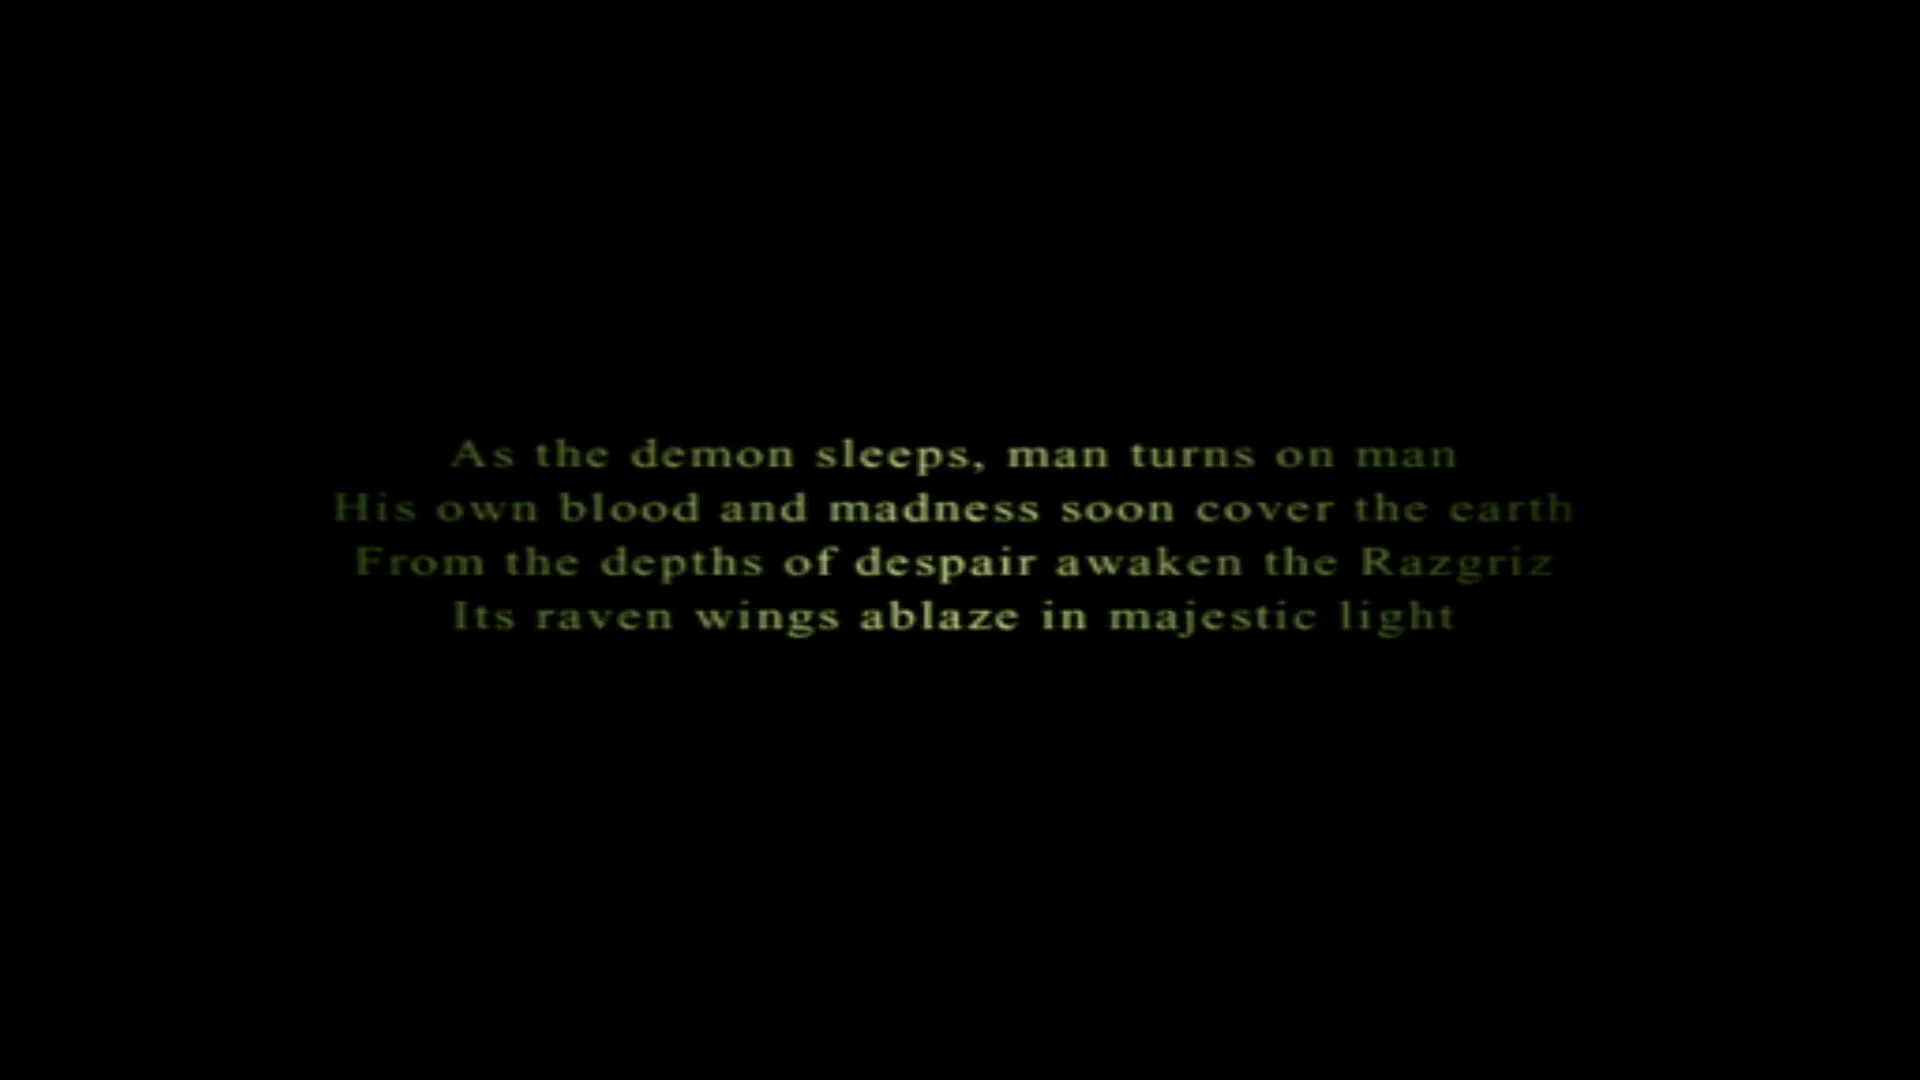 As the demon sleeps, man turns on man
His own blood and madness soon cover the earth
From the depths of despair awaken the Razgriz
Its raven wings ablaze in majestic light